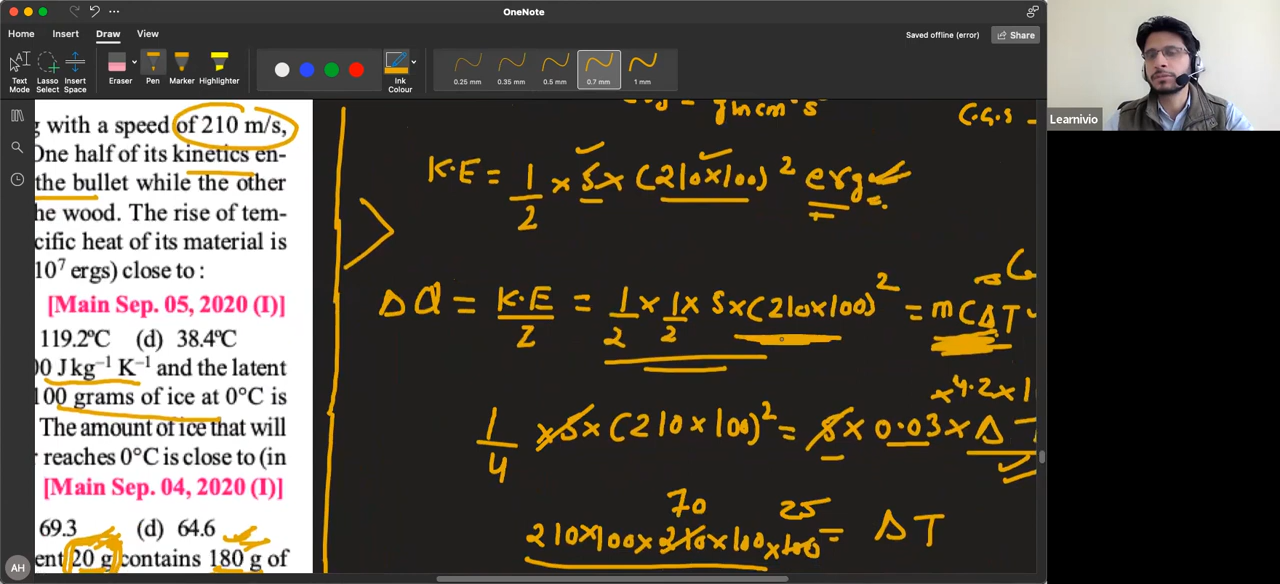 OneNote
Home Insert Draw View
Saved offline (error) Share
Text Mode
Lasso Select
Insert Space
Eraser
Pen
Marker
Highlighter
Ink Colour
0.25 mm 0.35 mm 0.5 mm 0.7 mm 1 mm
Learnivio
with a speed of 210 m/s,
One half of its kinetics en-
the bullet while the other
he wood. The rise of tem-
cific heat of its material is
10⁷ ergs) close to :
[Main Sep. 05, 2020 (I)]
119.2ºC (d) 38.4ºC
00 J kg⁻¹ K⁻¹ and the latent
100 grams of ice at 0°C is
The amount of ice that will
reaches 0°C is close to (in
[Main Sep. 04, 2020 (I)]
69.3 (d) 64.6
ent 20 g contains 180 g of
C.G.S –
K.E = 1/2 × 5 × (210×100)² erg
ΔQ = K.E/2 = 1/2 × 1/2 × 5 × (210×100)² = mCΔT
×4.2×1
1/4 ×5× (210×100)² = 5 × 0.03 × ΔT
70 25
210×100×210×100×100 = ΔT
AH